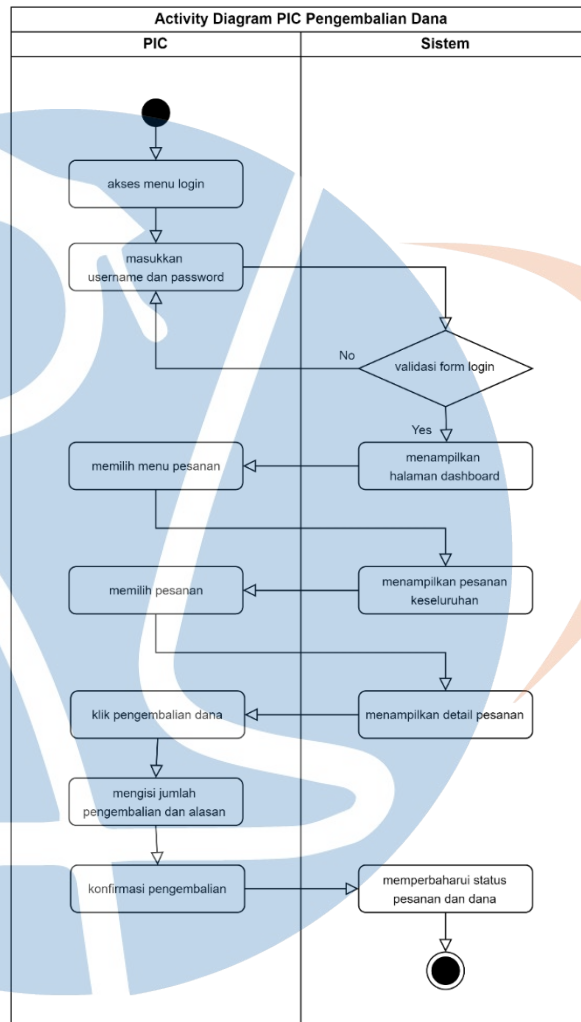 Activity Diagram PIC Pengembalian Dana
PIC
Sistem
akses menu login
masukkan
username dan password
validasi form login
No
Yes
menampilkan
halaman dashboard
memilih menu pesanan
menampilkan pesanan
keseluruhan
memilih pesanan
menampilkan detail pesanan
klik pengembalian dana
mengisi jumlah
pengembalian dan alasan
konfirmasi pengembalian
memperbaharui status
pesanan dan dana